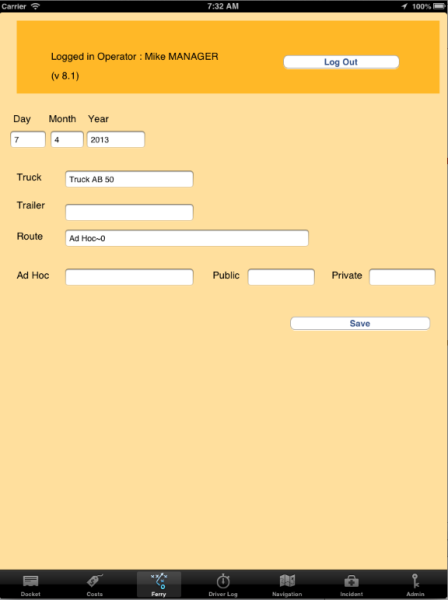 Carrier 7:32 AM 100%
Logged in Operator : Mike MANAGER
Log Out
(v 8.1)
Day Month Year
7 4 2013
Truck Truck AB 50
Trailer
Route Ad Hoc~0
Ad Hoc Public Private
Save
Docket Costs Ferry Driver Log Navigation Incident Admin